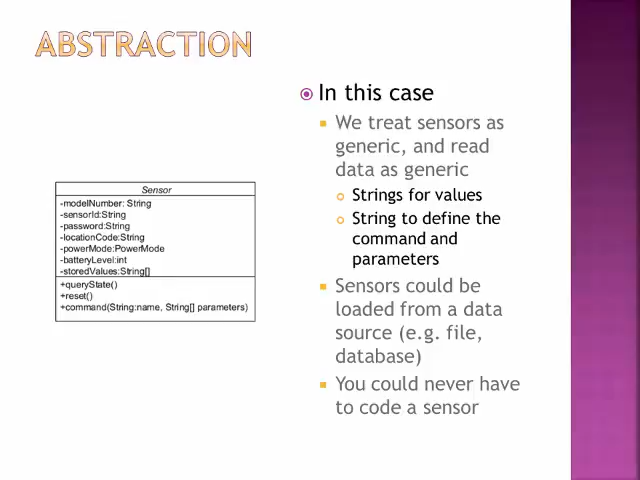 ABSTRACTION
In this case
We treat sensors as
generic, and read
data as generic
Strings for values
String to define the
command and
parameters
Sensors could be
loaded from a data
source (e.g. file,
database)
You could never have
to code a sensor
Sensor
-modelNumber: String
-sensorId:String
-password:String
-locationCode:String
-powerMode:PowerMode
-batteryLevel:int
-storedValues:String[]
+queryState()
+reset()
+command(String:name, String[] parameters)